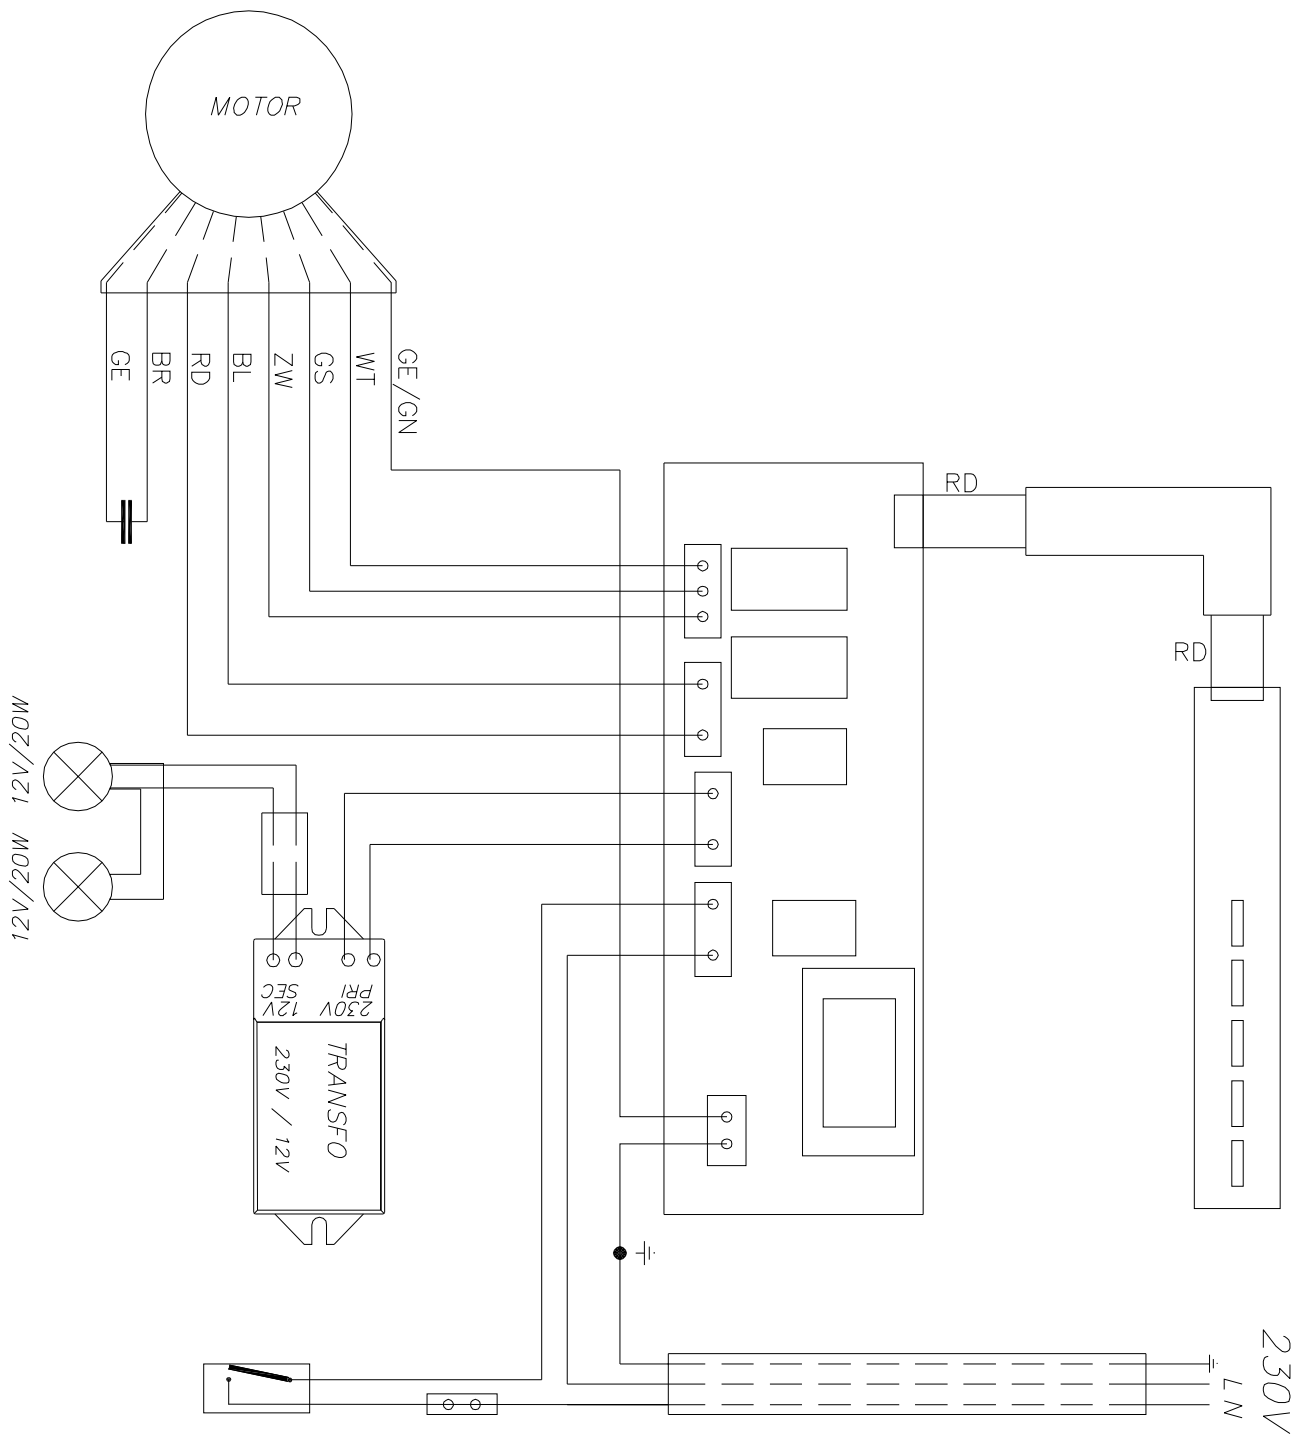 MOTOR
GE
BR
RD
BL
ZW
GS
WT
GE/GN
RD
RD
12V/20W
12V/20W
SEC
12V
PRI
230V
TRANSFO
230V / 12V
230V
L
N